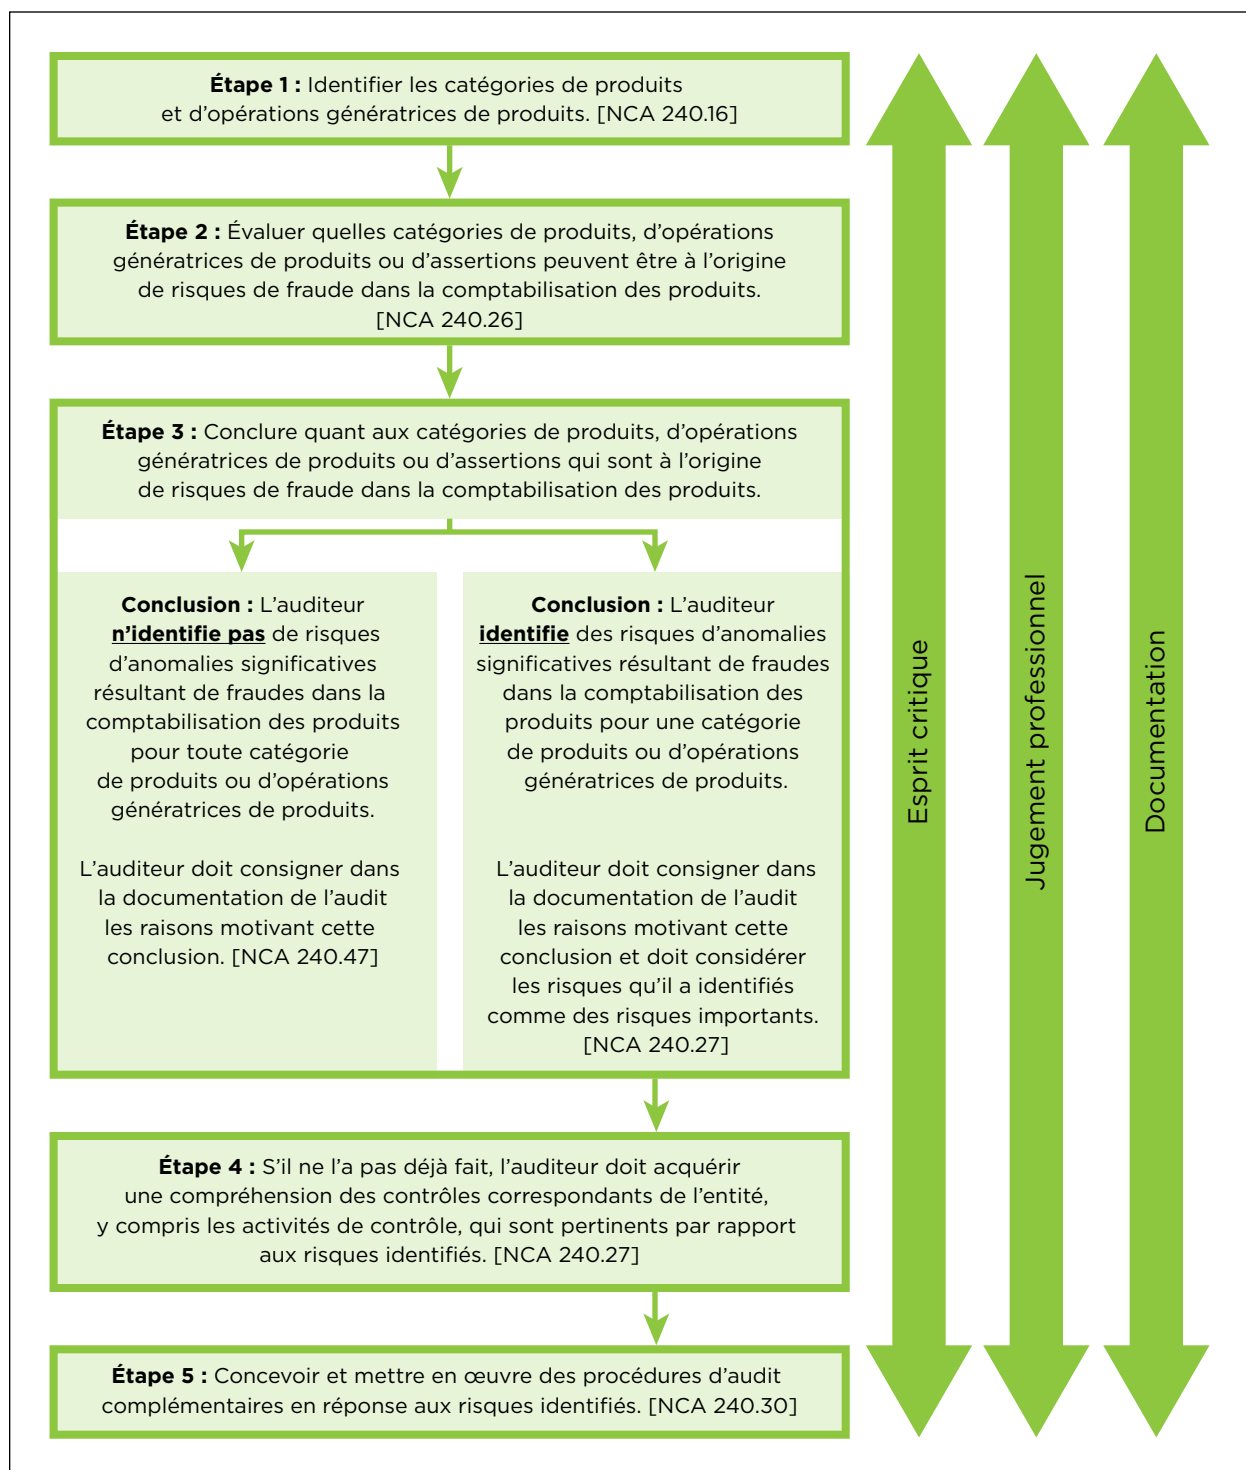 Étape 1 : Identifier les catégories de produits
et d’opérations génératrices de produits. [NCA 240.16]
Étape 2 : Évaluer quelles catégories de produits, d’opérations
génératrices de produits ou d’assertions peuvent être à l’origine
de risques de fraude dans la comptabilisation des produits.
[NCA 240.26]
Étape 3 : Conclure quant aux catégories de produits, d’opérations
génératrices de produits ou d’assertions qui sont à l’origine
de risques de fraude dans la comptabilisation des produits.
Conclusion : L’auditeur
n’identifie pas de risques
d’anomalies significatives
résultant de fraudes dans la
comptabilisation des produits
pour toute catégorie
de produits ou d’opérations
génératrices de produits.
L’auditeur doit consigner dans
la documentation de l’audit
les raisons motivant cette
conclusion. [NCA 240.47]
Conclusion : L’auditeur
identifie des risques d’anomalies
significatives résultant de fraudes
dans la comptabilisation des
produits pour une catégorie
de produits ou d’opérations
génératrices de produits.
L’auditeur doit consigner dans
la documentation de l’audit
les raisons motivant cette
conclusion et doit considérer
les risques qu’il a identifiés
comme des risques importants.
[NCA 240.27]
Étape 4 : S’il ne l'a pas déjà fait, l’auditeur doit acquérir
une compréhension des contrôles correspondants de l’entité,
y compris les activités de contrôle, qui sont pertinents par rapport
aux risques identifiés. [NCA 240.27]
Étape 5 : Concevoir et mettre en œuvre des procédures d’audit
complémentaires en réponse aux risques identifiés. [NCA 240.30]
Esprit critique
Jugement professionnel
Documentation